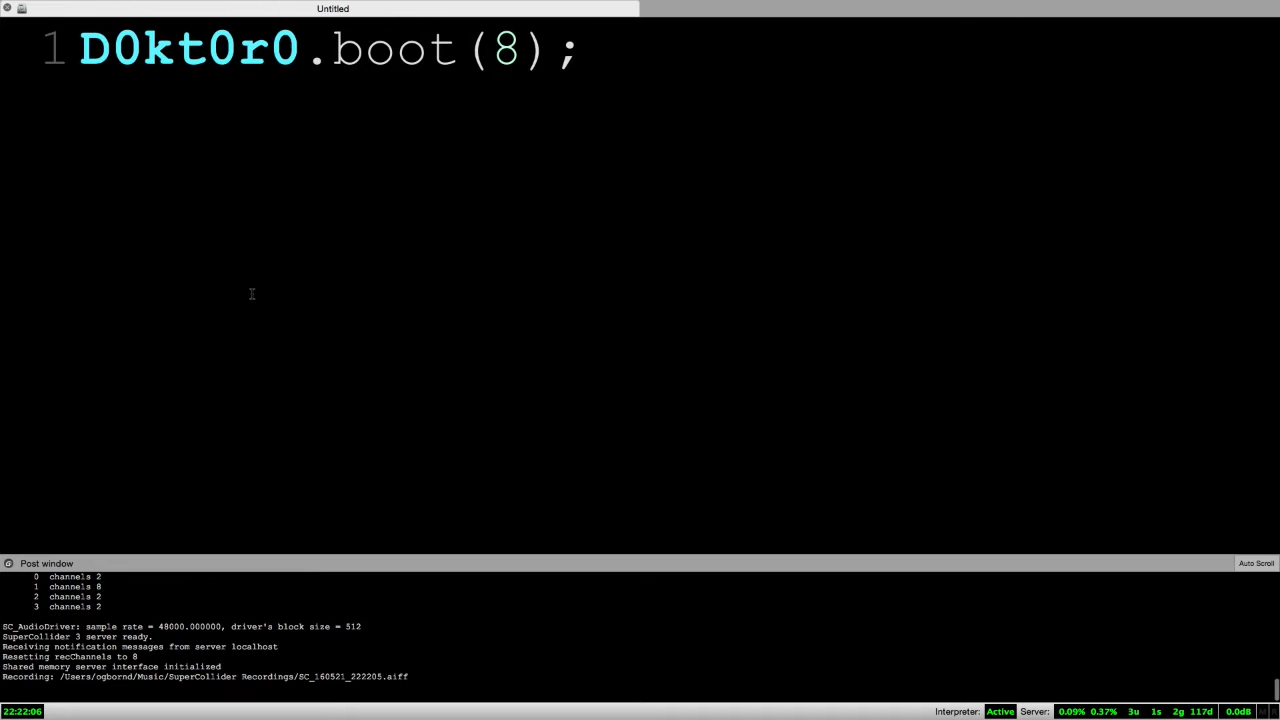 Untitled
1 D0kt0r0.boot(8);
Post window
Auto Scroll
0 channels 2
1 channels 8
2 channels 2
3 channels 2
SC_AudioDriver: sample rate = 48000.000000, driver's block size = 512
SuperCollider 3 server ready.
Receiving notification messages from server localhost
Resetting recChannels to 8
Shared memory server interface initialized
Recording: /Users/ogbornd/Music/SuperCollider Recordings/SC_160521_222205.aiff
22:22:06 Interpreter: Active Server: 0.09% 0.37% 3u 1s 2g 117d 0.0dB